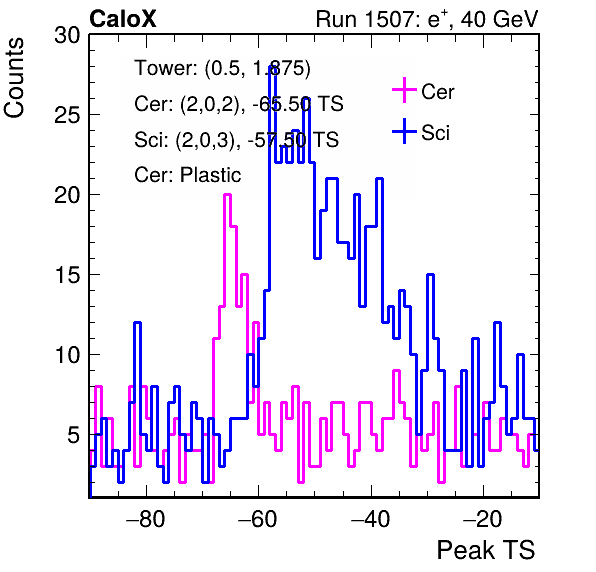 CaloX Run 1507: e⁺, 40 GeV
Counts
30
Tower: (0.5, 1.875)
Cer: (2,0,2), -65.50 TS
Sci: (2,0,3), -57.50 TS
Cer: Plastic
Cer
Sci
25
20
15
10
5
−80 −60 −40 −20
Peak TS